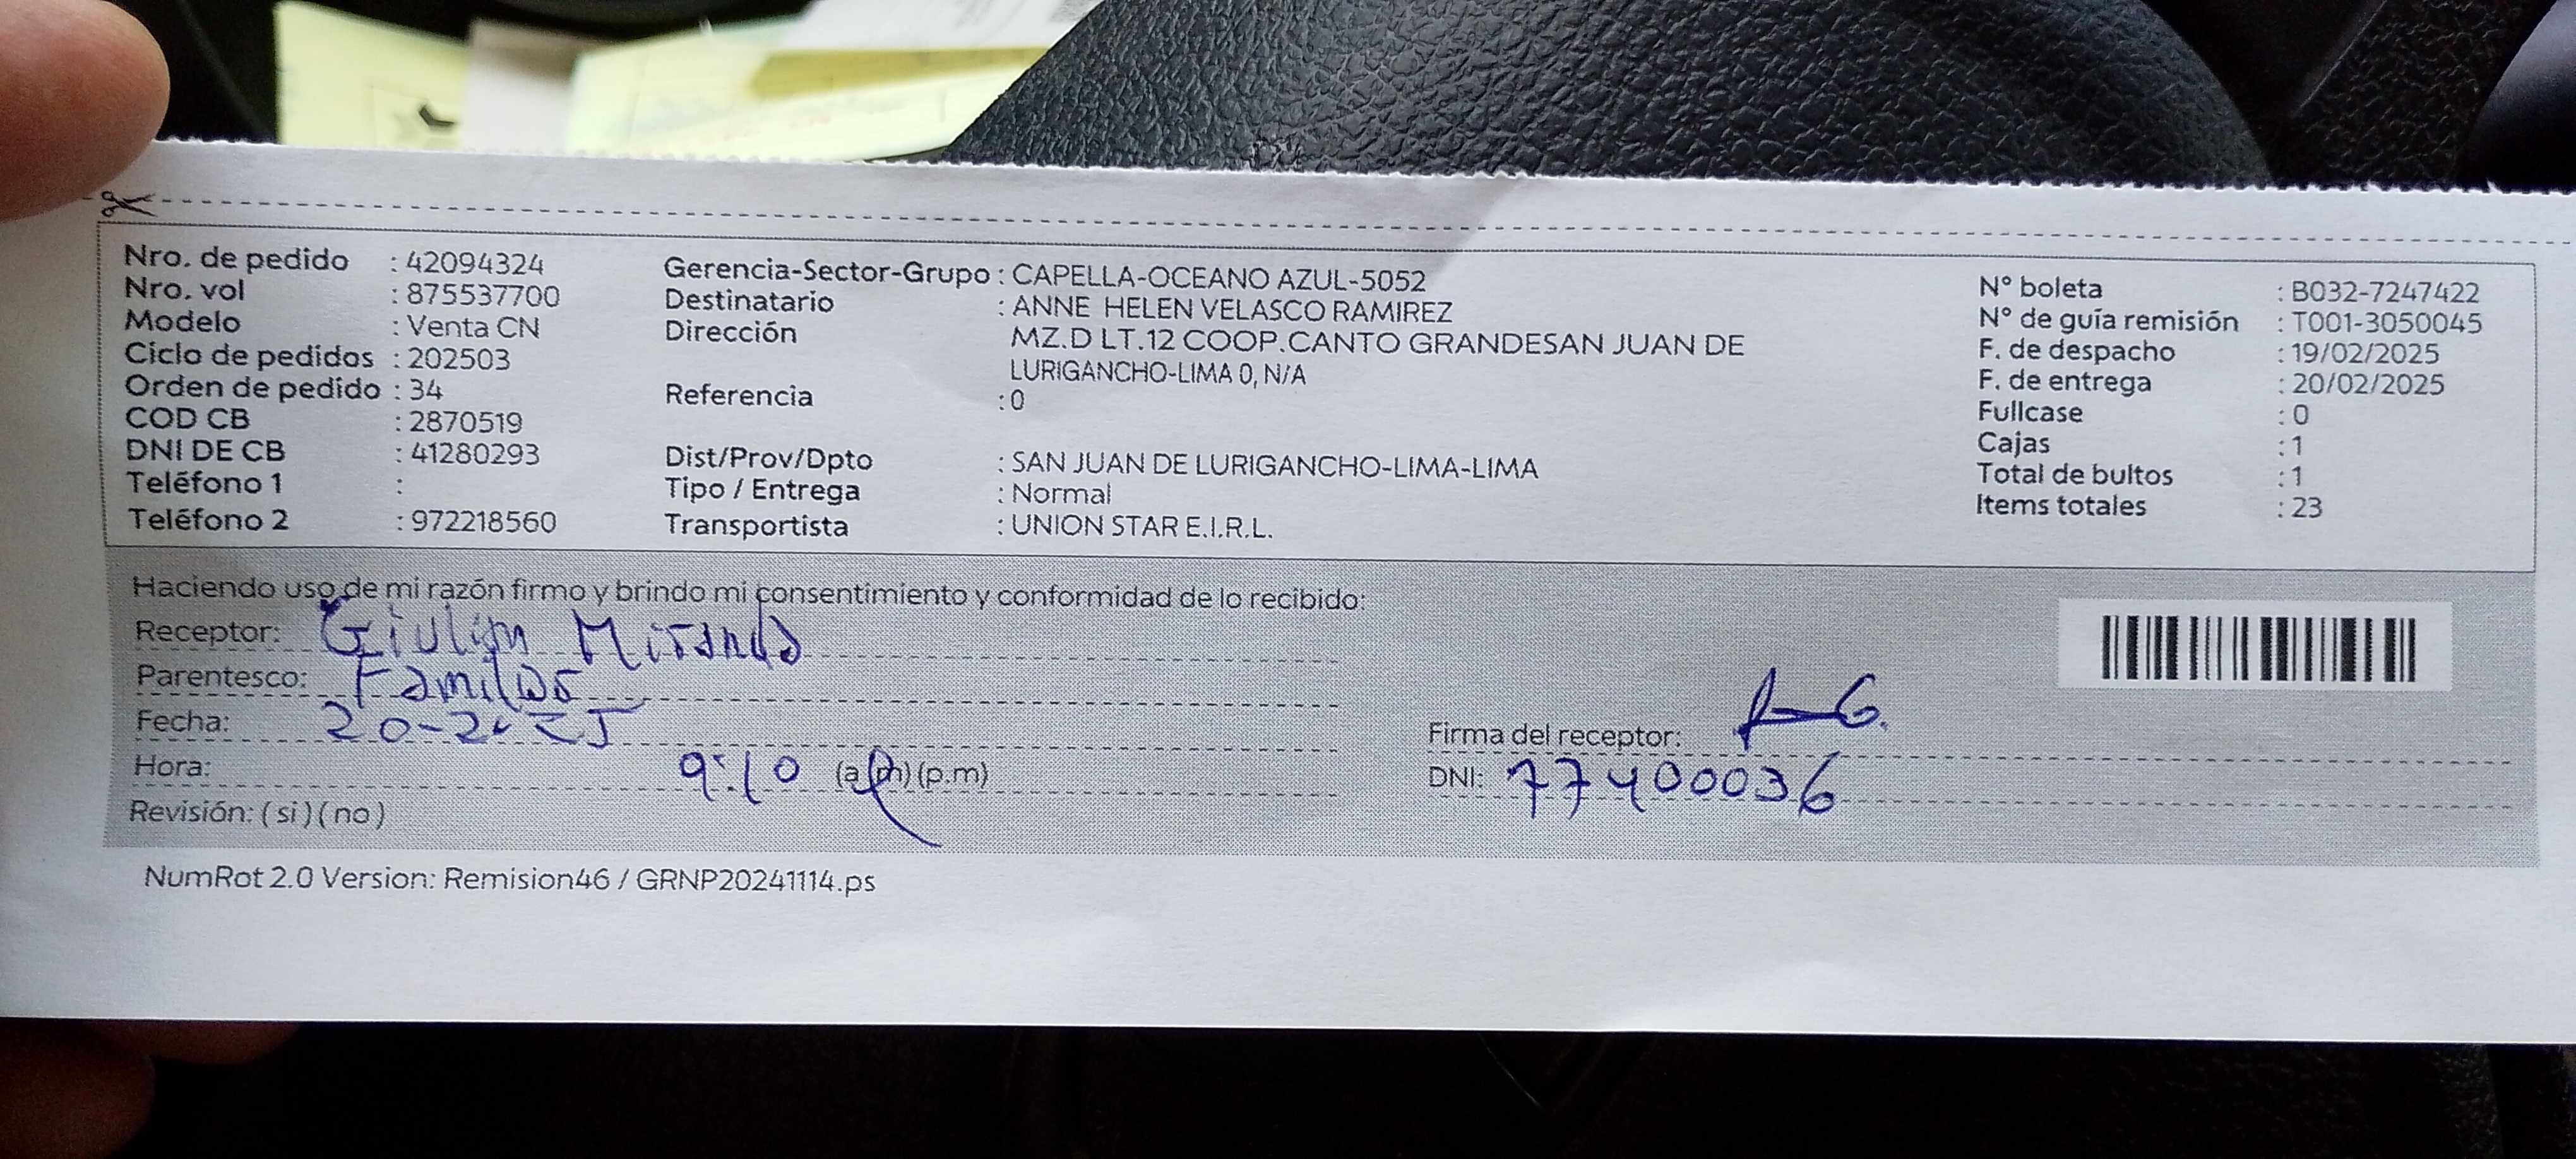 Nro. de pedido : 42094324
Nro. vol : 875537700
Modelo : Venta CN
Ciclo de pedidos : 202503
Orden de pedido : 34
COD CB : 2870519
DNI DE CB : 41280293
Teléfono 1 :
Teléfono 2 : 972218560
Gerencia-Sector-Grupo : CAPELLA-OCEANO AZUL-5052
Destinatario : ANNE HELEN VELASCO RAMIREZ
Dirección MZ.D LT.12 COOP.CANTO GRANDESAN JUAN DE
LURIGANCHO-LIMA 0, N/A
Referencia : 0
Dist/Prov/Dpto : SAN JUAN DE LURIGANCHO-LIMA-LIMA
Tipo / Entrega : Normal
Transportista : UNION STAR E.I.R.L.
N° boleta : B032-7247422
N° de guía remisión : T001-3050045
F. de despacho : 19/02/2025
F. de entrega : 20/02/2025
Fullcase : 0
Cajas : 1
Total de bultos : 1
Items totales : 23
Haciendo uso de mi razón firmo y brindo mi consentimiento y conformidad de lo recibido:
Receptor: Miranda
Parentesco: Familiar
Fecha: 20-2-
Hora: 9:10 (a.m) (p.m)
Revisión: ( si ) ( no )
Firma del receptor:
DNI: 77400036
NumRot 2.0 Version: Remision46 / GRNP20241114.ps